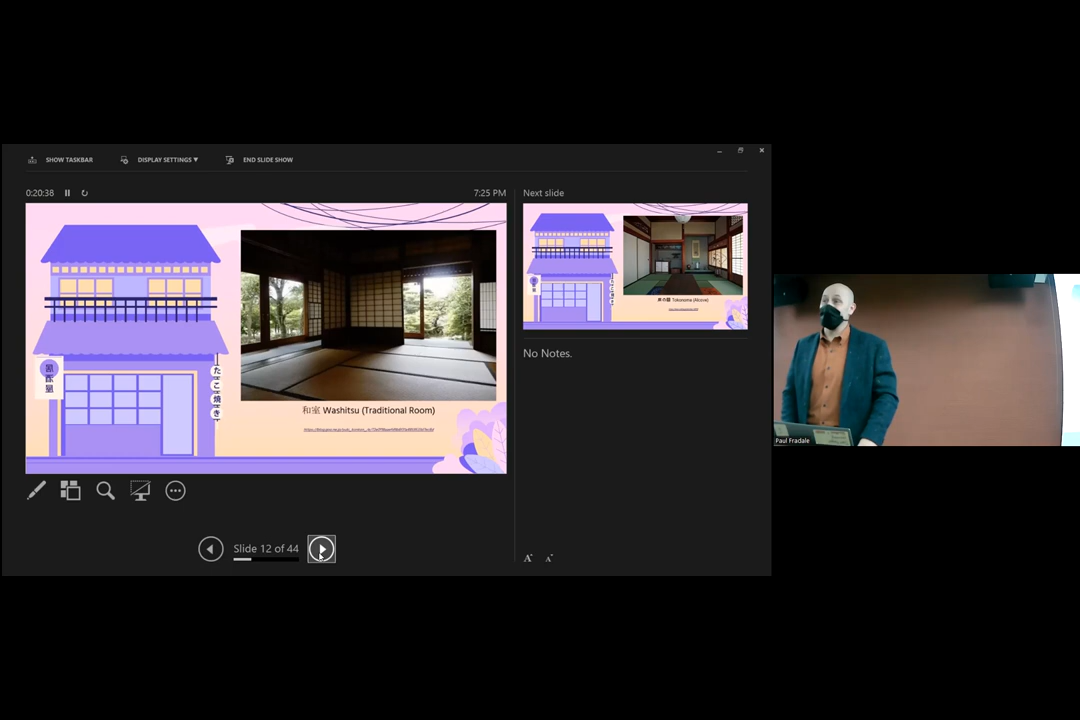 SHOW TASKBAR
DISPLAY SETTINGS ▼
END SLIDE SHOW
0:20:38
7:25 PM
Next slide
た
こ
焼
き
和室 Washitsu (Traditional Room)
床の間 Tokonoma (Alcove)
No Notes.
Slide 12 of 44
A
A
Paul Fradale